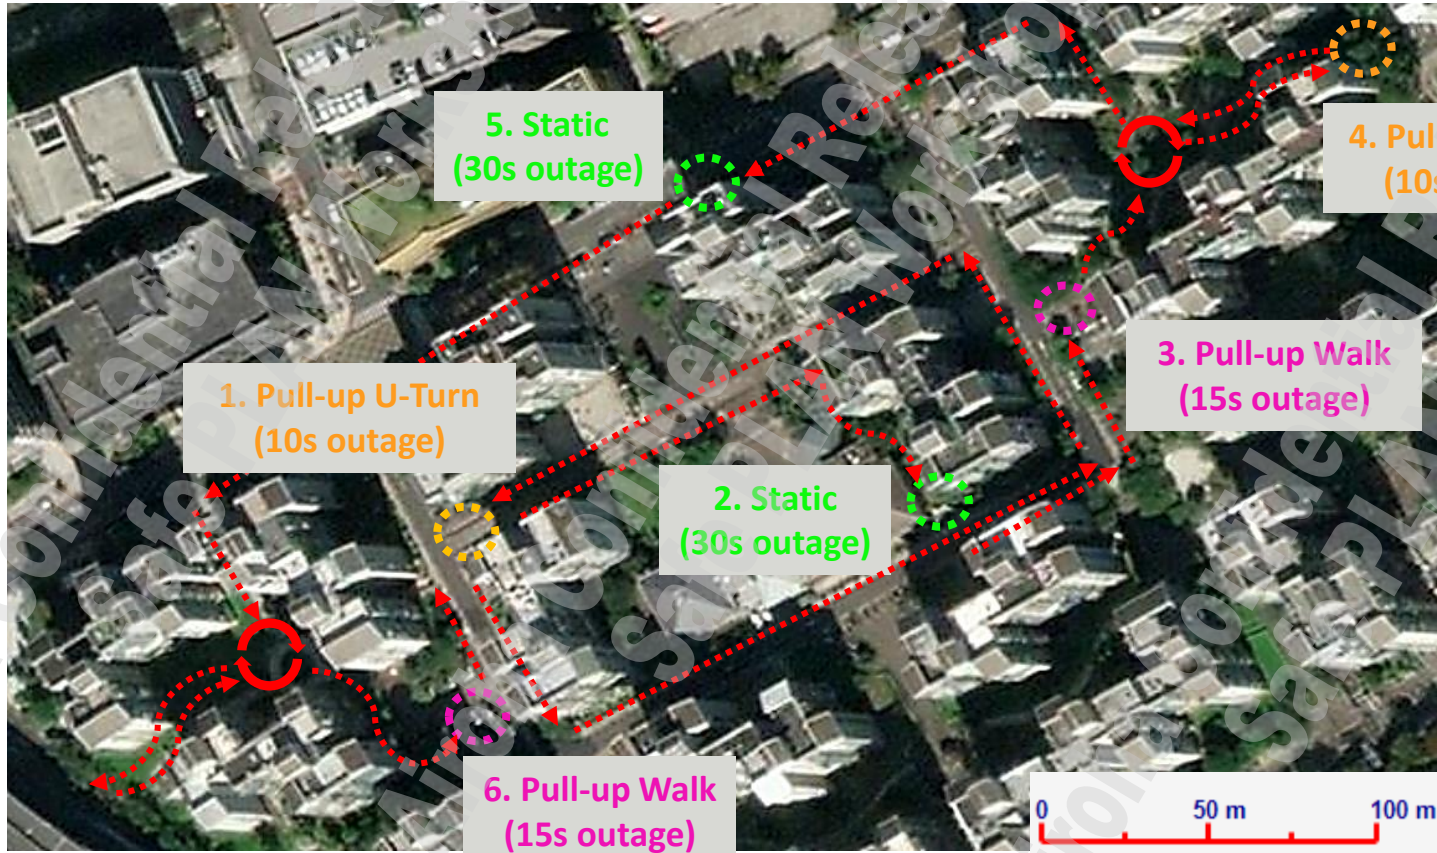 5. Static
(30s outage)
4. Pul
(10s
3. Pull-up Walk
(15s outage)
1. Pull-up U-Turn
(10s outage)
2. Static
(30s outage)
6. Pull-up Walk
(15s outage)
0 50 m 100 m